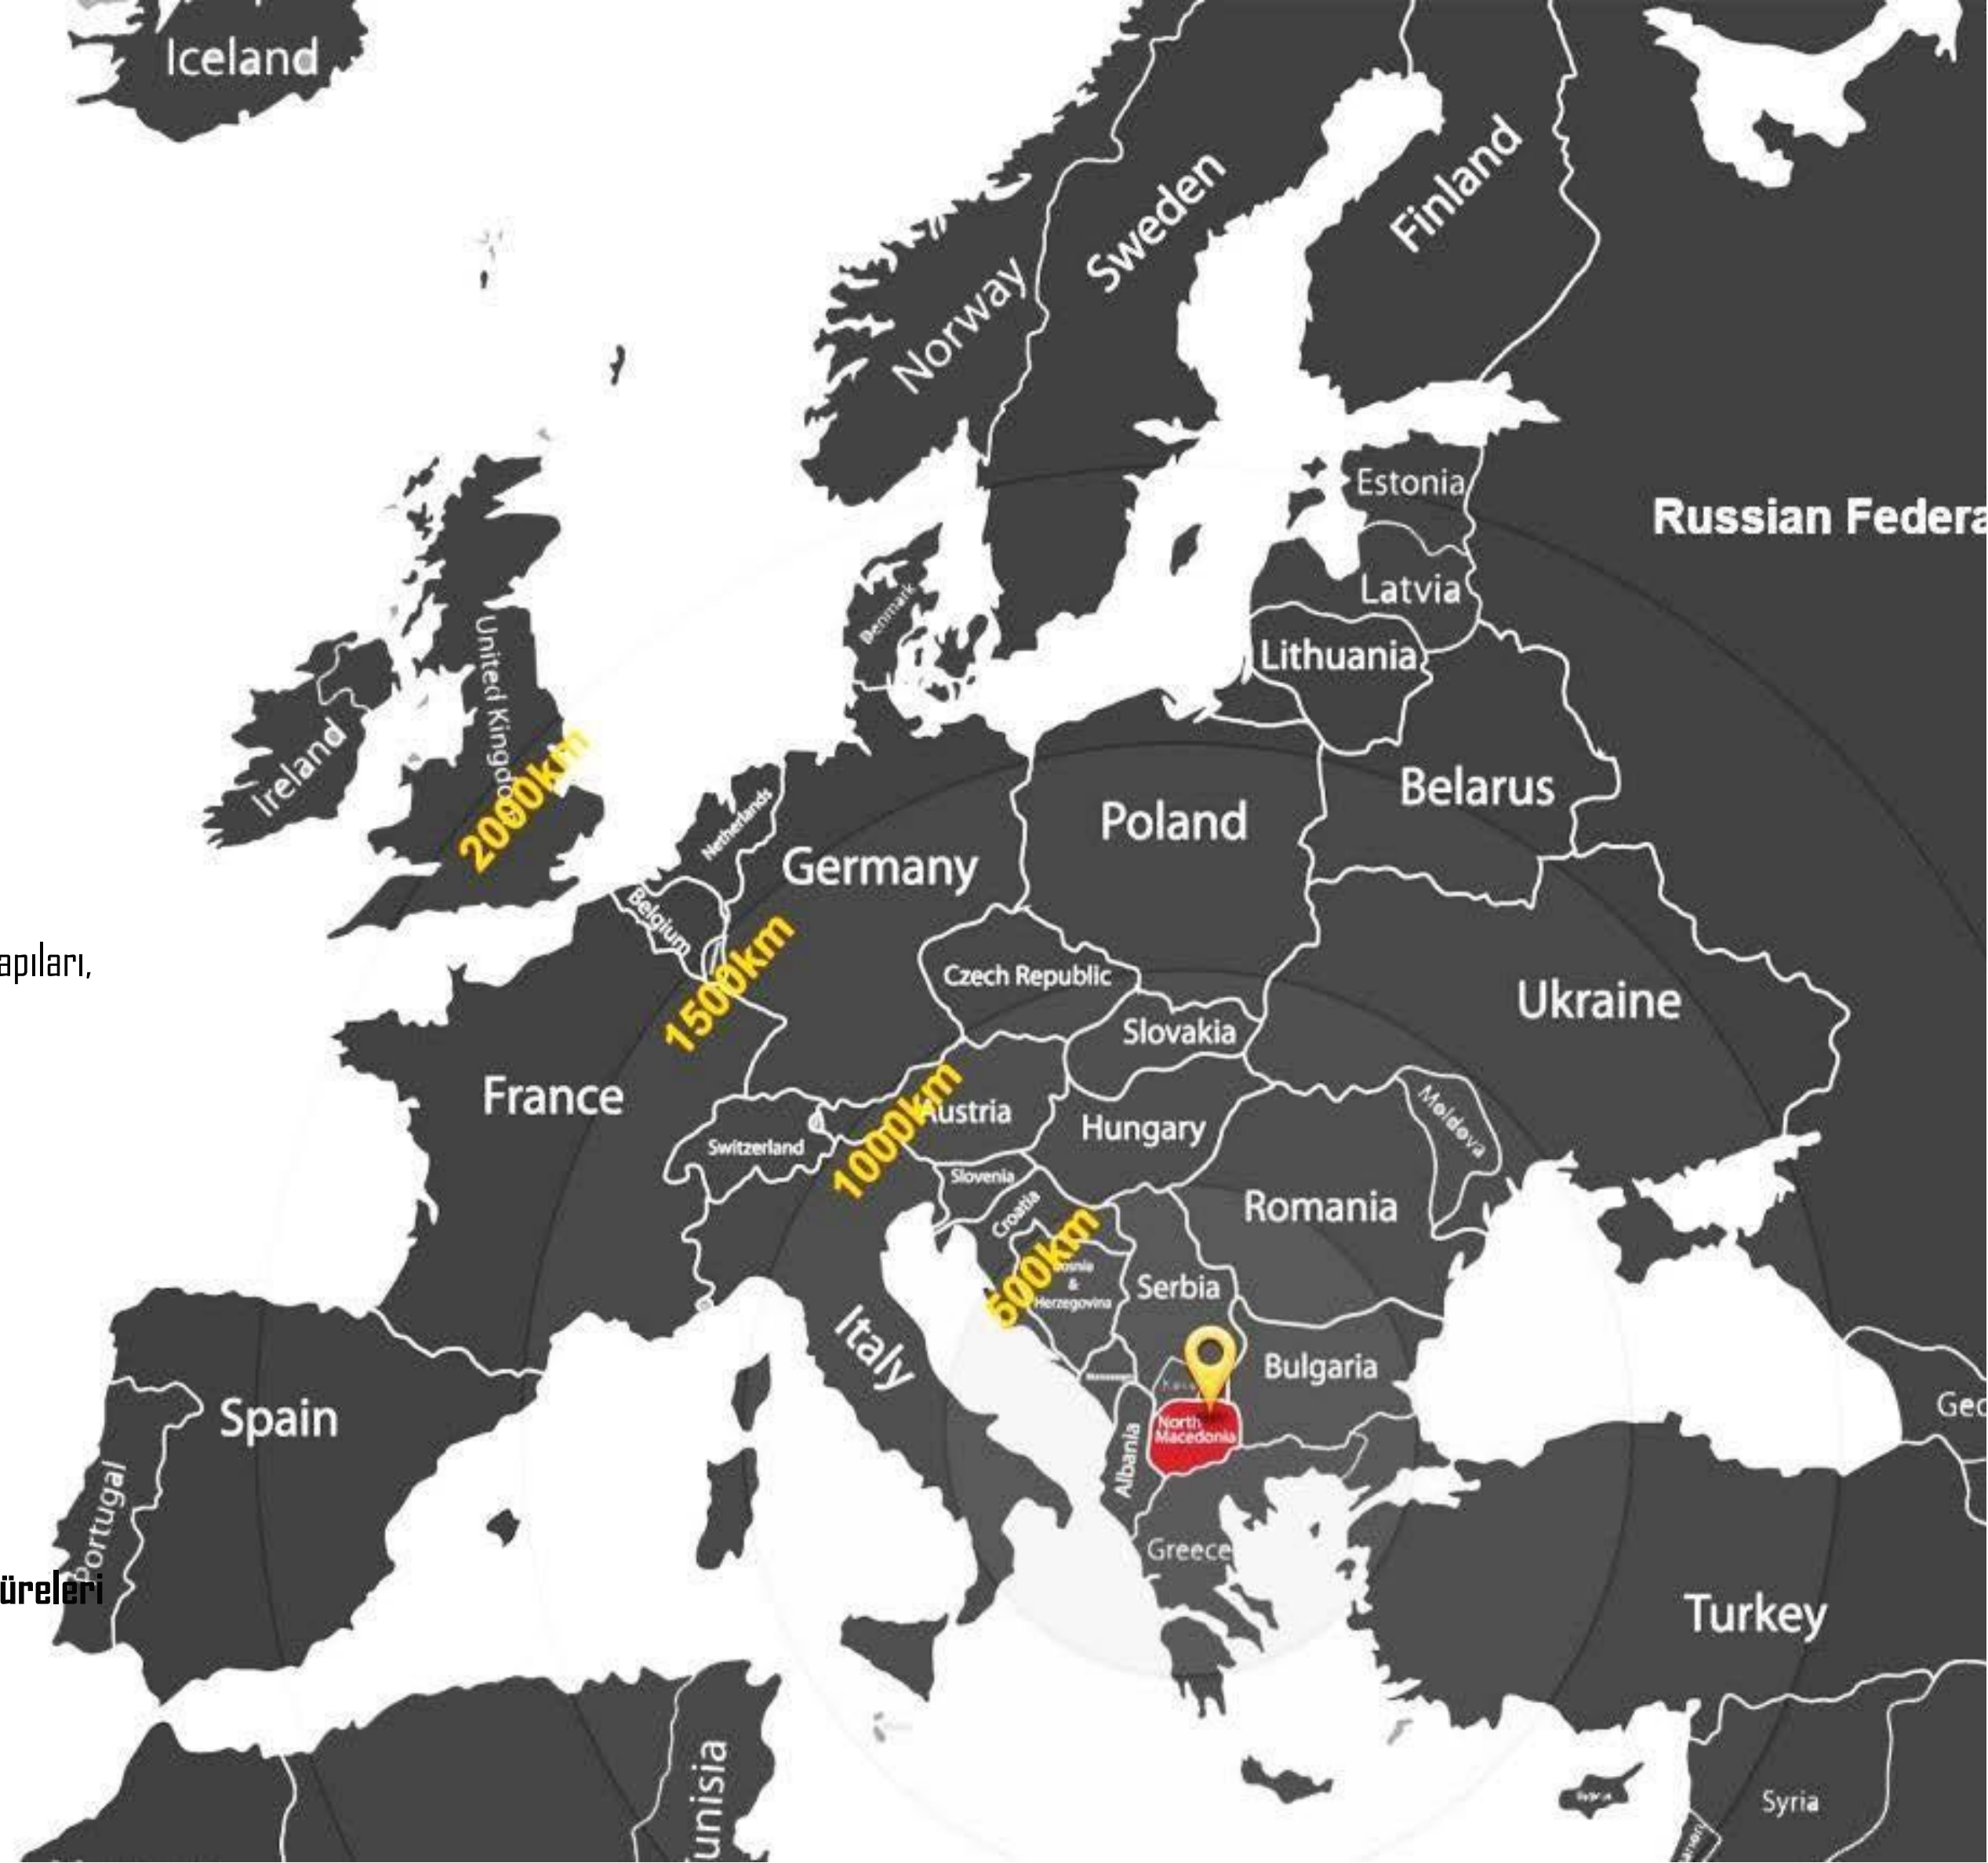 Iceland
Sweden
Finland
Norway
Estonia
Russian Federa
Latvia
Denmark
United Kingdo
Lithuania
Ireland
2000km
Belarus
Netherlands
Poland
Germany
Belgium
apıları,
1500km
Czech Republic
Ukraine
Slovakia
France
1000km
Austria
Moldova
Hungary
Switzerland
Slovenia
Croatia
Romania
500km
osnia
&
Herzegovina
Serbia
Italy
Bulgaria
Spain
Geo
North
Macedonia
Albania
Portugal
Greece
üreleri
Turkey
unisia
Syria